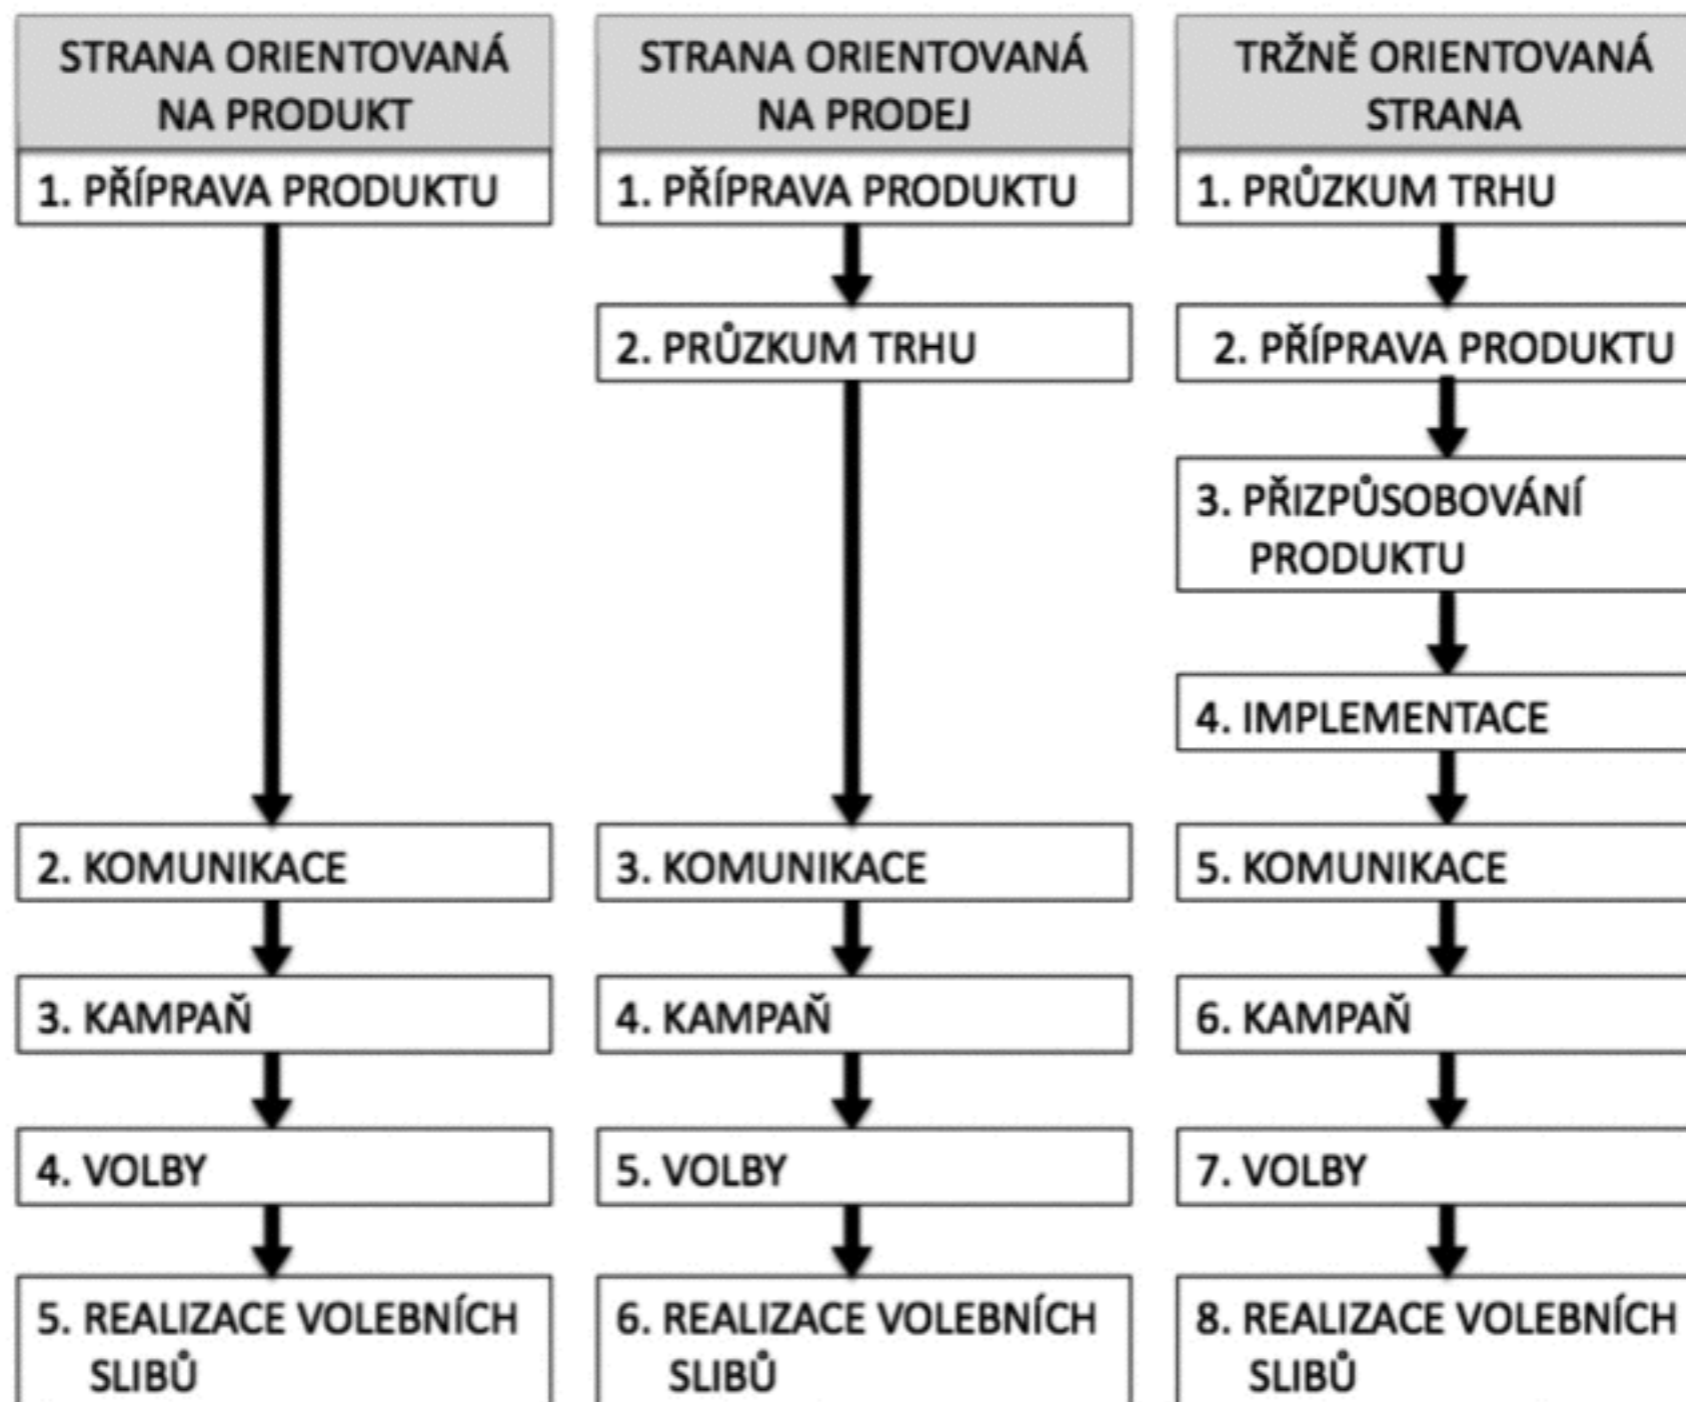 STRANA ORIENTOVANÁ
NA PRODUKT
1. PŘÍPRAVA PRODUKTU
2. KOMUNIKACE
3. KAMPAŇ
4. VOLBY
5. REALIZACE VOLEBNÍCH
SLIBŮ
STRANA ORIENTOVANÁ
NA PRODEJ
1. PŘÍPRAVA PRODUKTU
2. PRŮZKUM TRHU
3. KOMUNIKACE
4. KAMPAŇ
5. VOLBY
6. REALIZACE VOLEBNÍCH
SLIBŮ
TRŽNĚ ORIENTOVANÁ
STRANA
1. PRŮZKUM TRHU
2. PŘÍPRAVA PRODUKTU
3. PŘIZPŮSOBOVÁNÍ
PRODUKTU
4. IMPLEMENTACE
5. KOMUNIKACE
6. KAMPAŇ
7. VOLBY
8. REALIZACE VOLEBNÍCH
SLIBŮ